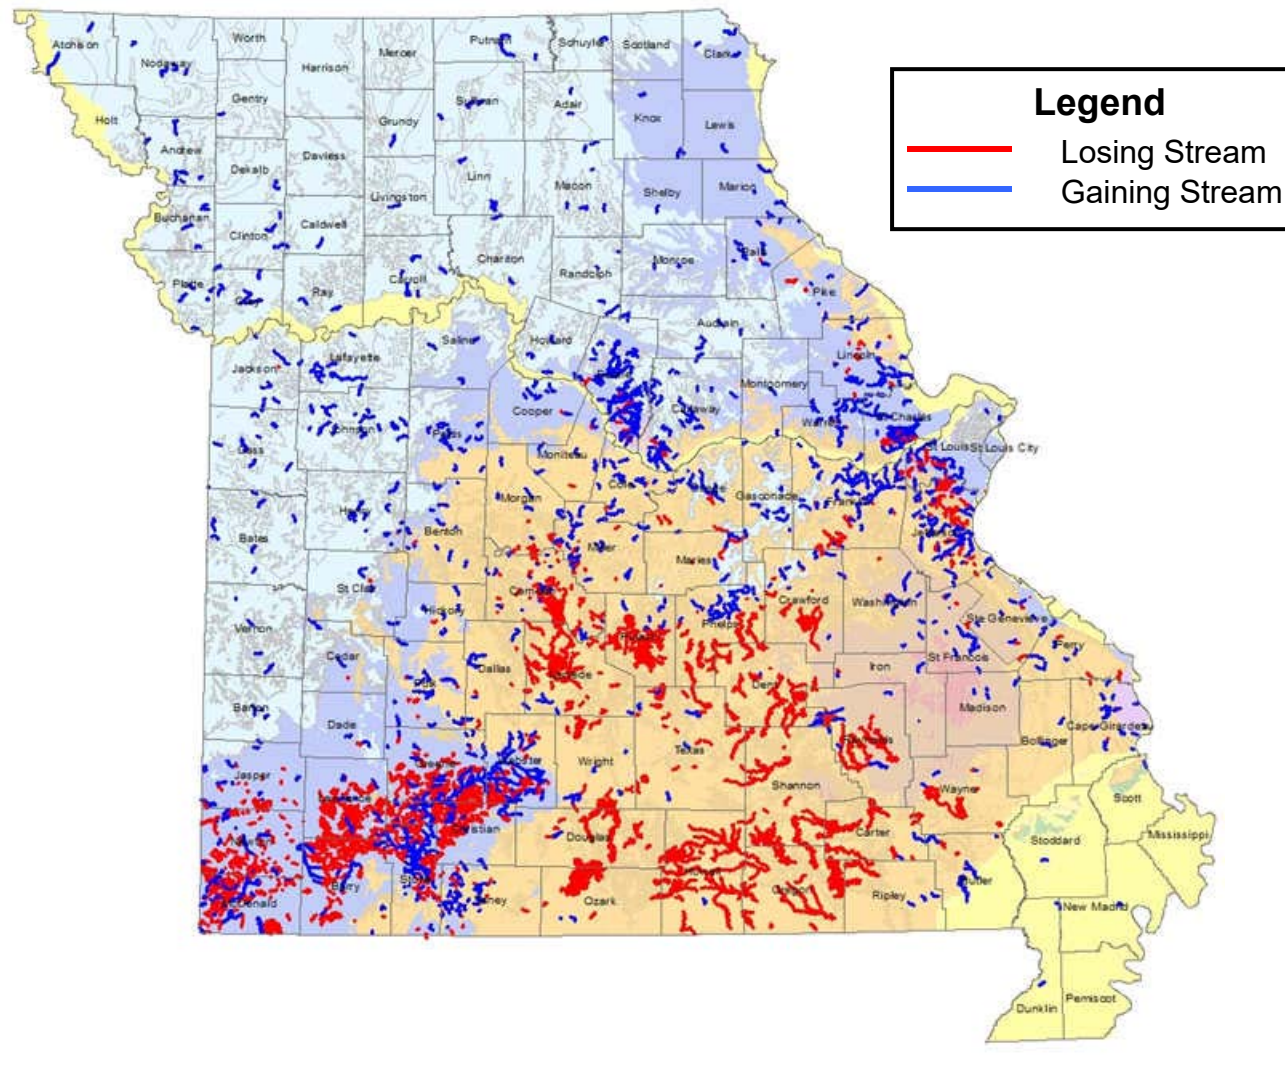 Legend
Losing Stream
Gaining Stream
Atchison
Nodaway
Worth
Harrison
Mercer
Putnam
Schuyler
Scotland
Clark
Gentry
Holt
Andrew
Dekalb
Daviess
Grundy
Sullivan
Adair
Knox
Lewis
Linn
Macon
Shelby
Marion
Livingston
Buchanan
Clinton
Caldwell
Chariton
Randolph
Monroe
Ralls
Platte
Clay
Ray
Carroll
Pike
Audrain
Saline
Howard
Lafayette
Jackson
Lincoln
Montgomery
Boone
Callaway
Cooper
Warren
St Charles
Johnson
Pettis
Cass
St Louis
St Louis City
Moniteau
Cole
Osage
Gasconade
Franklin
Morgan
Henry
Benton
Bates
Miller
Maries
Jefferson
St Clair
Camden
Crawford
Washington
Hickory
Phelps
Ste Genevieve
Vernon
Pulaski
Perry
Cedar
Dallas
Laclede
St Francois
Iron
Polk
Dent
Barton
Madison
Dade
Cape Girardeau
Bollinger
Reynolds
Texas
Jasper
Greene
Webster
Wright
Shannon
Wayne
Lawrence
Scott
Christian
Douglas
Carter
Stoddard
Mississippi
Newton
Howell
Barry
Stone
Oregon
Ripley
Butler
McDonald
Taney
Ozark
New Madrid
Dunklin
Pemiscot